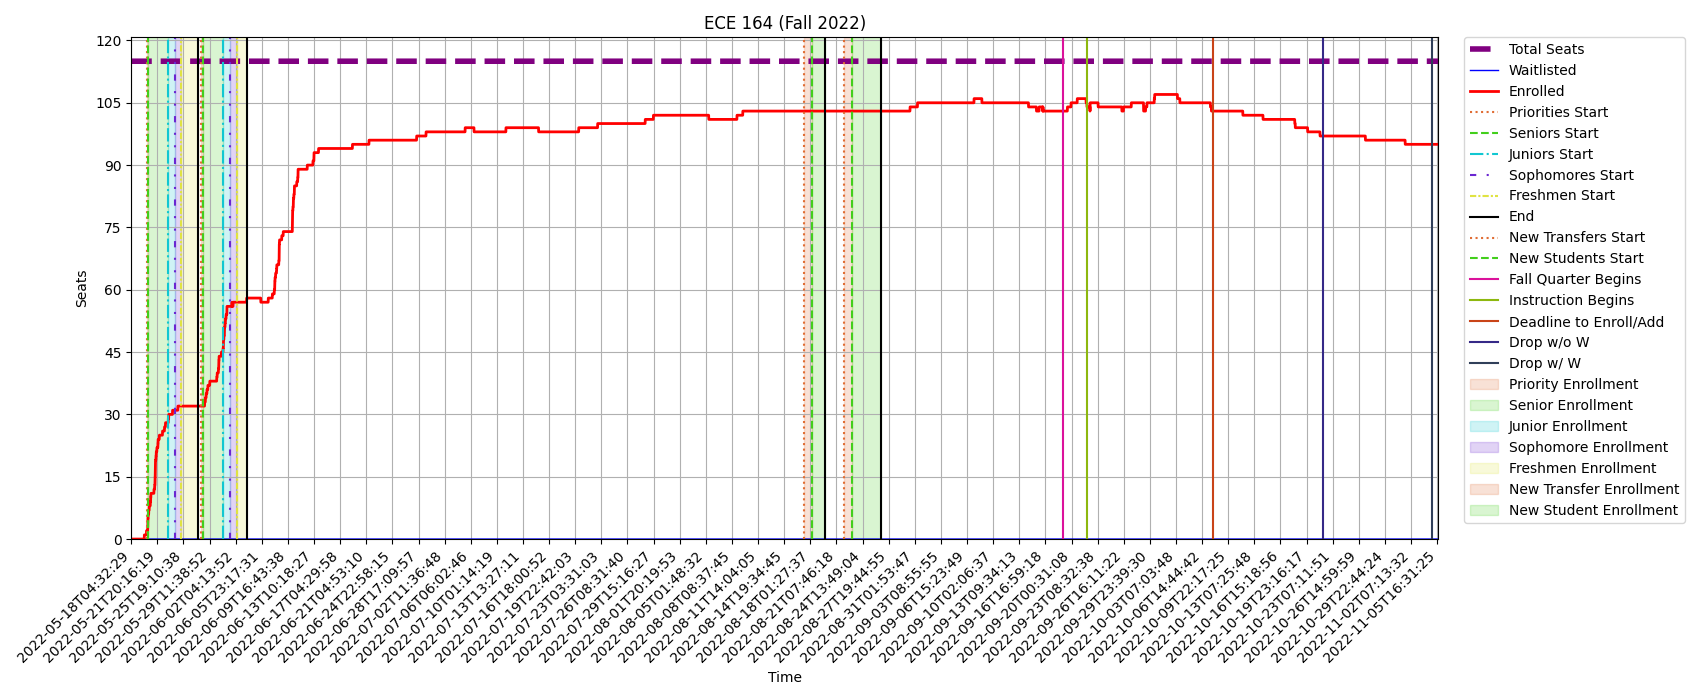 ECE 164 (Fall 2022)
120
105
90
75
60
45
30
15
0
Seats
2022-05-18T04:32:29
2022-05-21T20:16:19
2022-05-25T19:10:38
2022-05-29T11:38:52
2022-06-02T04:13:52
2022-06-05T23:17:31
2022-06-09T16:43:38
2022-06-13T10:18:27
2022-06-17T04:29:58
2022-06-21T04:53:10
2022-06-24T22:58:15
2022-06-28T17:09:57
2022-07-02T11:36:48
2022-07-06T06:02:46
2022-07-10T01:14:19
2022-07-13T13:27:11
2022-07-16T18:00:52
2022-07-19T22:42:03
2022-07-23T03:31:03
2022-07-26T08:31:40
2022-07-29T15:16:27
2022-08-01T20:19:53
2022-08-05T01:48:32
2022-08-08T08:37:45
2022-08-11T14:04:05
2022-08-14T19:34:45
2022-08-18T01:27:37
2022-08-21T07:46:18
2022-08-24T13:49:04
2022-08-27T19:44:55
2022-08-31T01:53:47
2022-09-03T08:55:55
2022-09-06T15:23:49
2022-09-10T02:06:37
2022-09-13T09:34:13
2022-09-16T16:59:18
2022-09-20T00:31:08
2022-09-23T08:32:38
2022-09-26T16:11:22
2022-09-29T23:39:30
2022-10-03T07:03:48
2022-10-06T14:44:42
2022-10-09T22:17:25
2022-10-13T07:25:48
2022-10-16T15:18:56
2022-10-19T23:16:17
2022-10-23T07:11:51
2022-10-26T14:59:59
2022-10-29T22:44:24
2022-11-02T07:13:32
2022-11-05T16:31:25
Time
Total Seats
Waitlisted
Enrolled
Priorities Start
Seniors Start
Juniors Start
Sophomores Start
Freshmen Start
End
New Transfers Start
New Students Start
Fall Quarter Begins
Instruction Begins
Deadline to Enroll/Add
Drop w/o W
Drop w/ W
Priority Enrollment
Senior Enrollment
Junior Enrollment
Sophomore Enrollment
Freshmen Enrollment
New Transfer Enrollment
New Student Enrollment